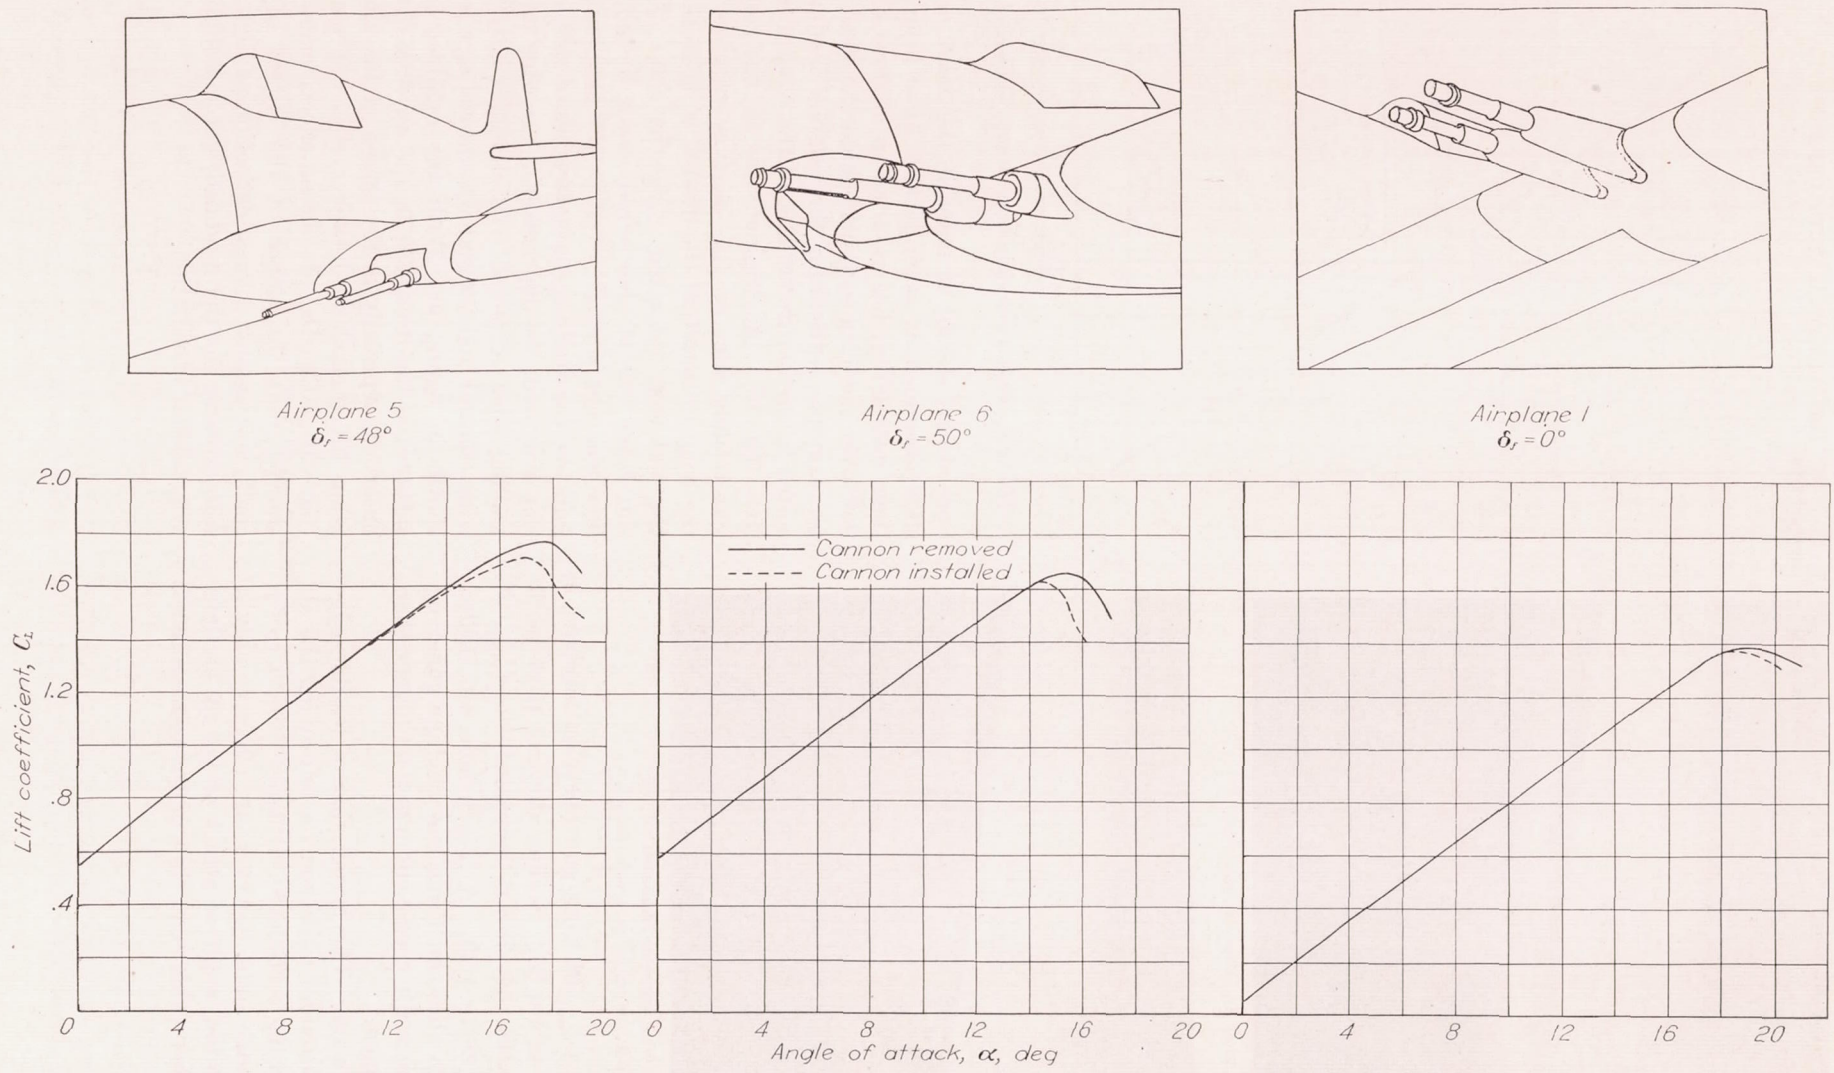 Airplane 5
δf = 48°
Airplane 6
δf = 50°
Airplane 1
δf = 0°
2.0
1.6
1.2
.8
.4
0
Lift coefficient, CL
Cannon removed
Cannon installed
0 4 8 12 16 20
0 4 8 12 16 20
0 4 8 12 16 20
Angle of attack, α, deg